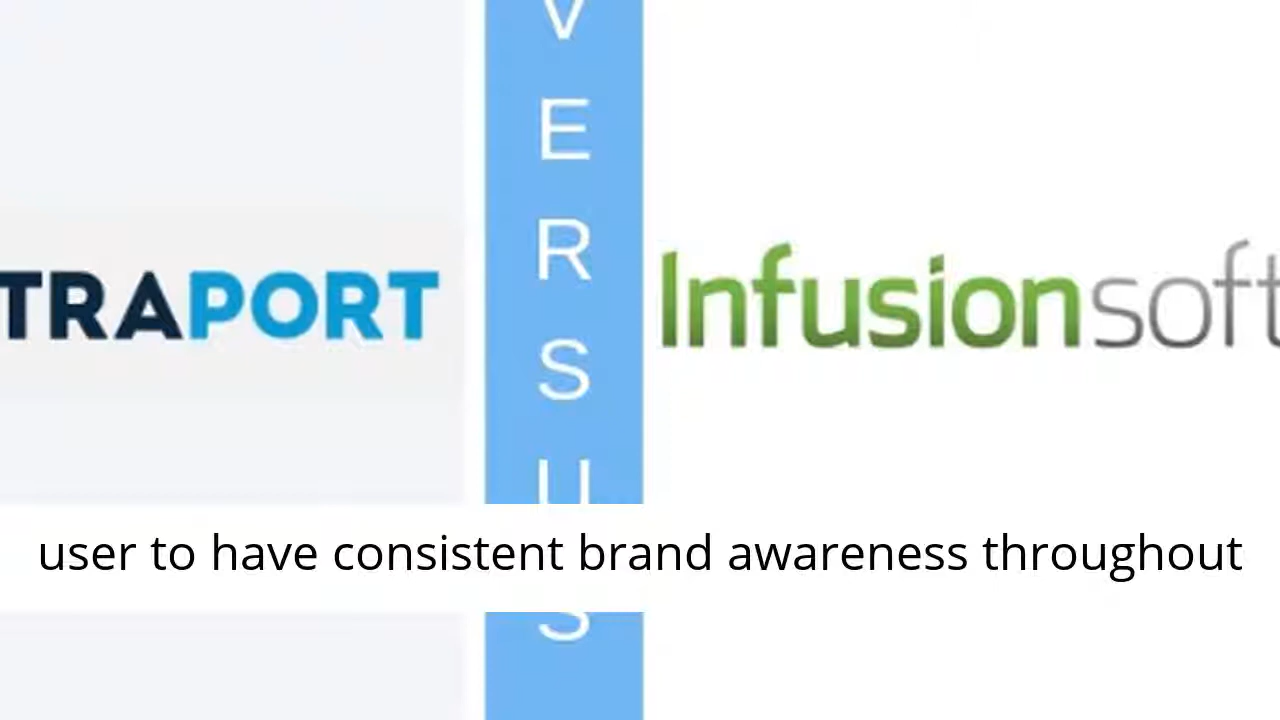 TRAPORT
VERSUS
Infusionsoft
user to have consistent brand awareness throughout